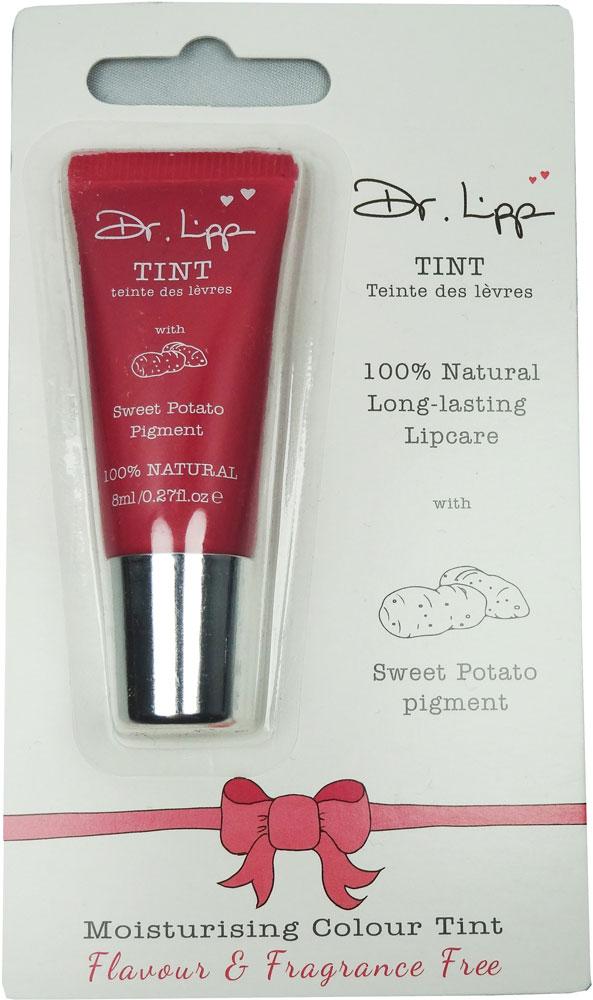 Dr. Lipp
TINT
teinte des lèvres
with
Sweet Potato
Pigment
100% NATURAL
8ml/0.27fl.oz e
Dr. Lipp
TINT
Teinte des lèvres
100% Natural
Long-lasting
Lipcare
with
Sweet Potato
pigment
Moisturising Colour Tint
Flavour & Fragrance Free